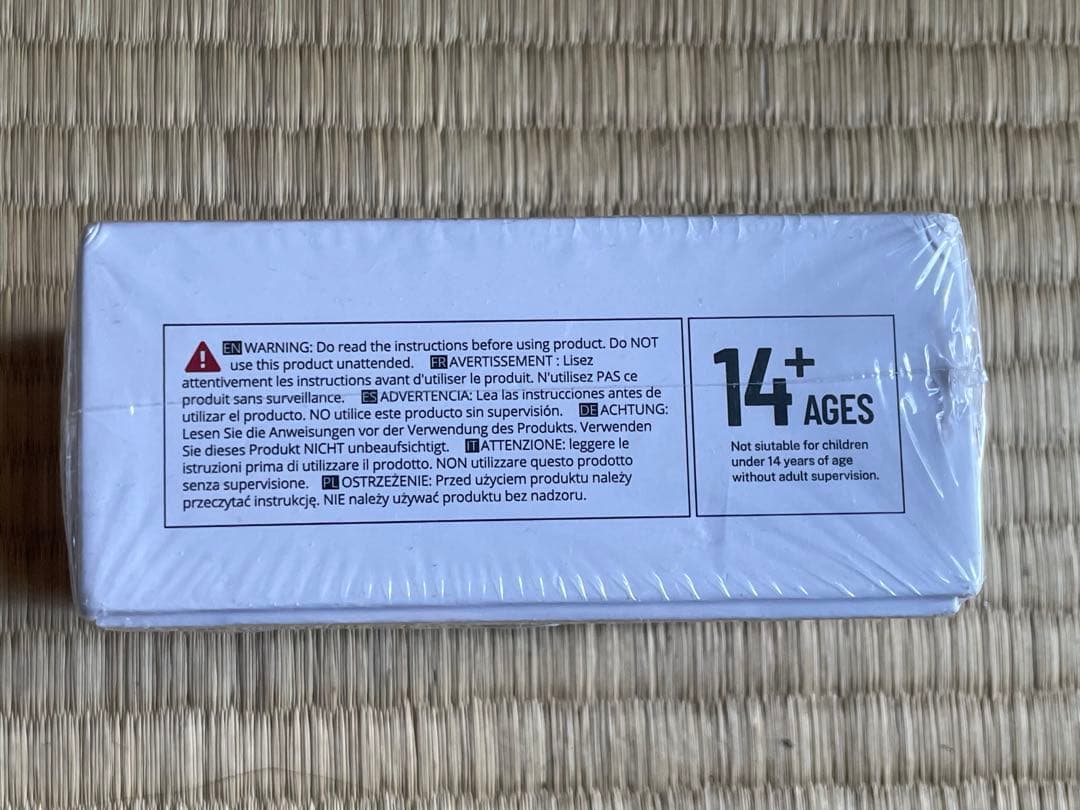 EN WARNING: Do read the instructions before using product. Do NOT
use this product unattended. FR AVERTISSEMENT : Lisez
attentivement les instructions avant d'utiliser le produit. N'utilisez PAS ce
produit sans surveillance. ES ADVERTENCIA: Lea las instrucciones antes de
utilizar el producto. NO utilice este producto sin supervisión. DE ACHTUNG:
Lesen Sie die Anweisungen vor der Verwendung des Produkts. Verwenden
Sie dieses Produkt NICHT unbeaufsichtigt. IT ATTENZIONE: leggere le
istruzioni prima di utilizzare il prodotto. NON utilizzare questo prodotto
senza supervisione. PL OSTRZEŻENIE: Przed użyciem produktu należy
przeczytać instrukcję. NIE należy używać produktu bez nadzoru.
14+ AGES
Not siutable for children
under 14 years of age
without adult supervision.